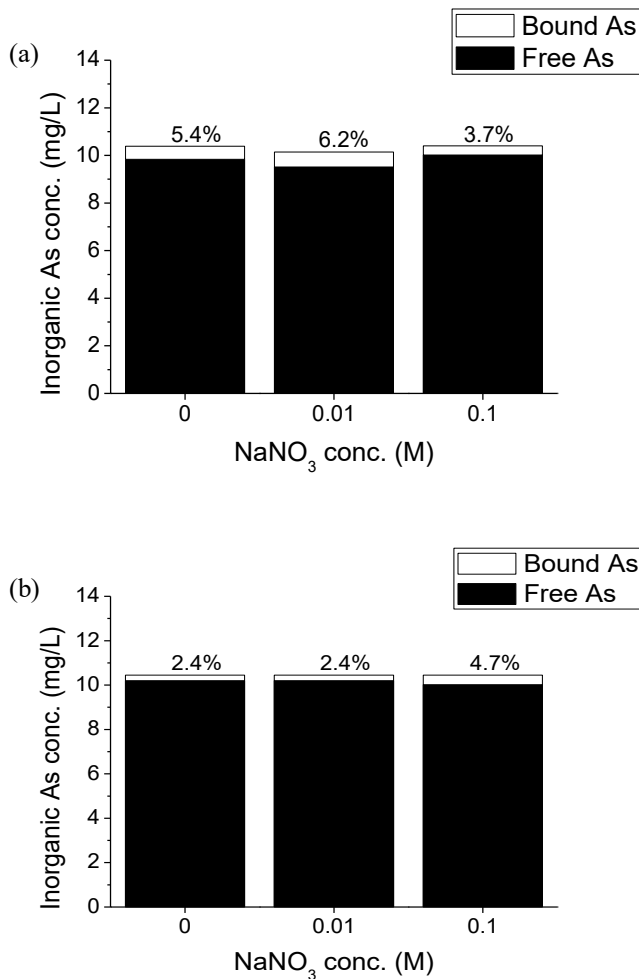 (a)
Bound As
Free As
Inorganic As conc. (mg/L)
14
12
10
8
6
4
2
0
5.4%
6.2%
3.7%
0
0.01
0.1
NaNO₃ conc. (M)
(b)
Bound As
Free As
Inorganic As conc. (mg/L)
14
12
10
8
6
4
2
0
2.4%
2.4%
4.7%
0
0.01
0.1
NaNO₃ conc. (M)